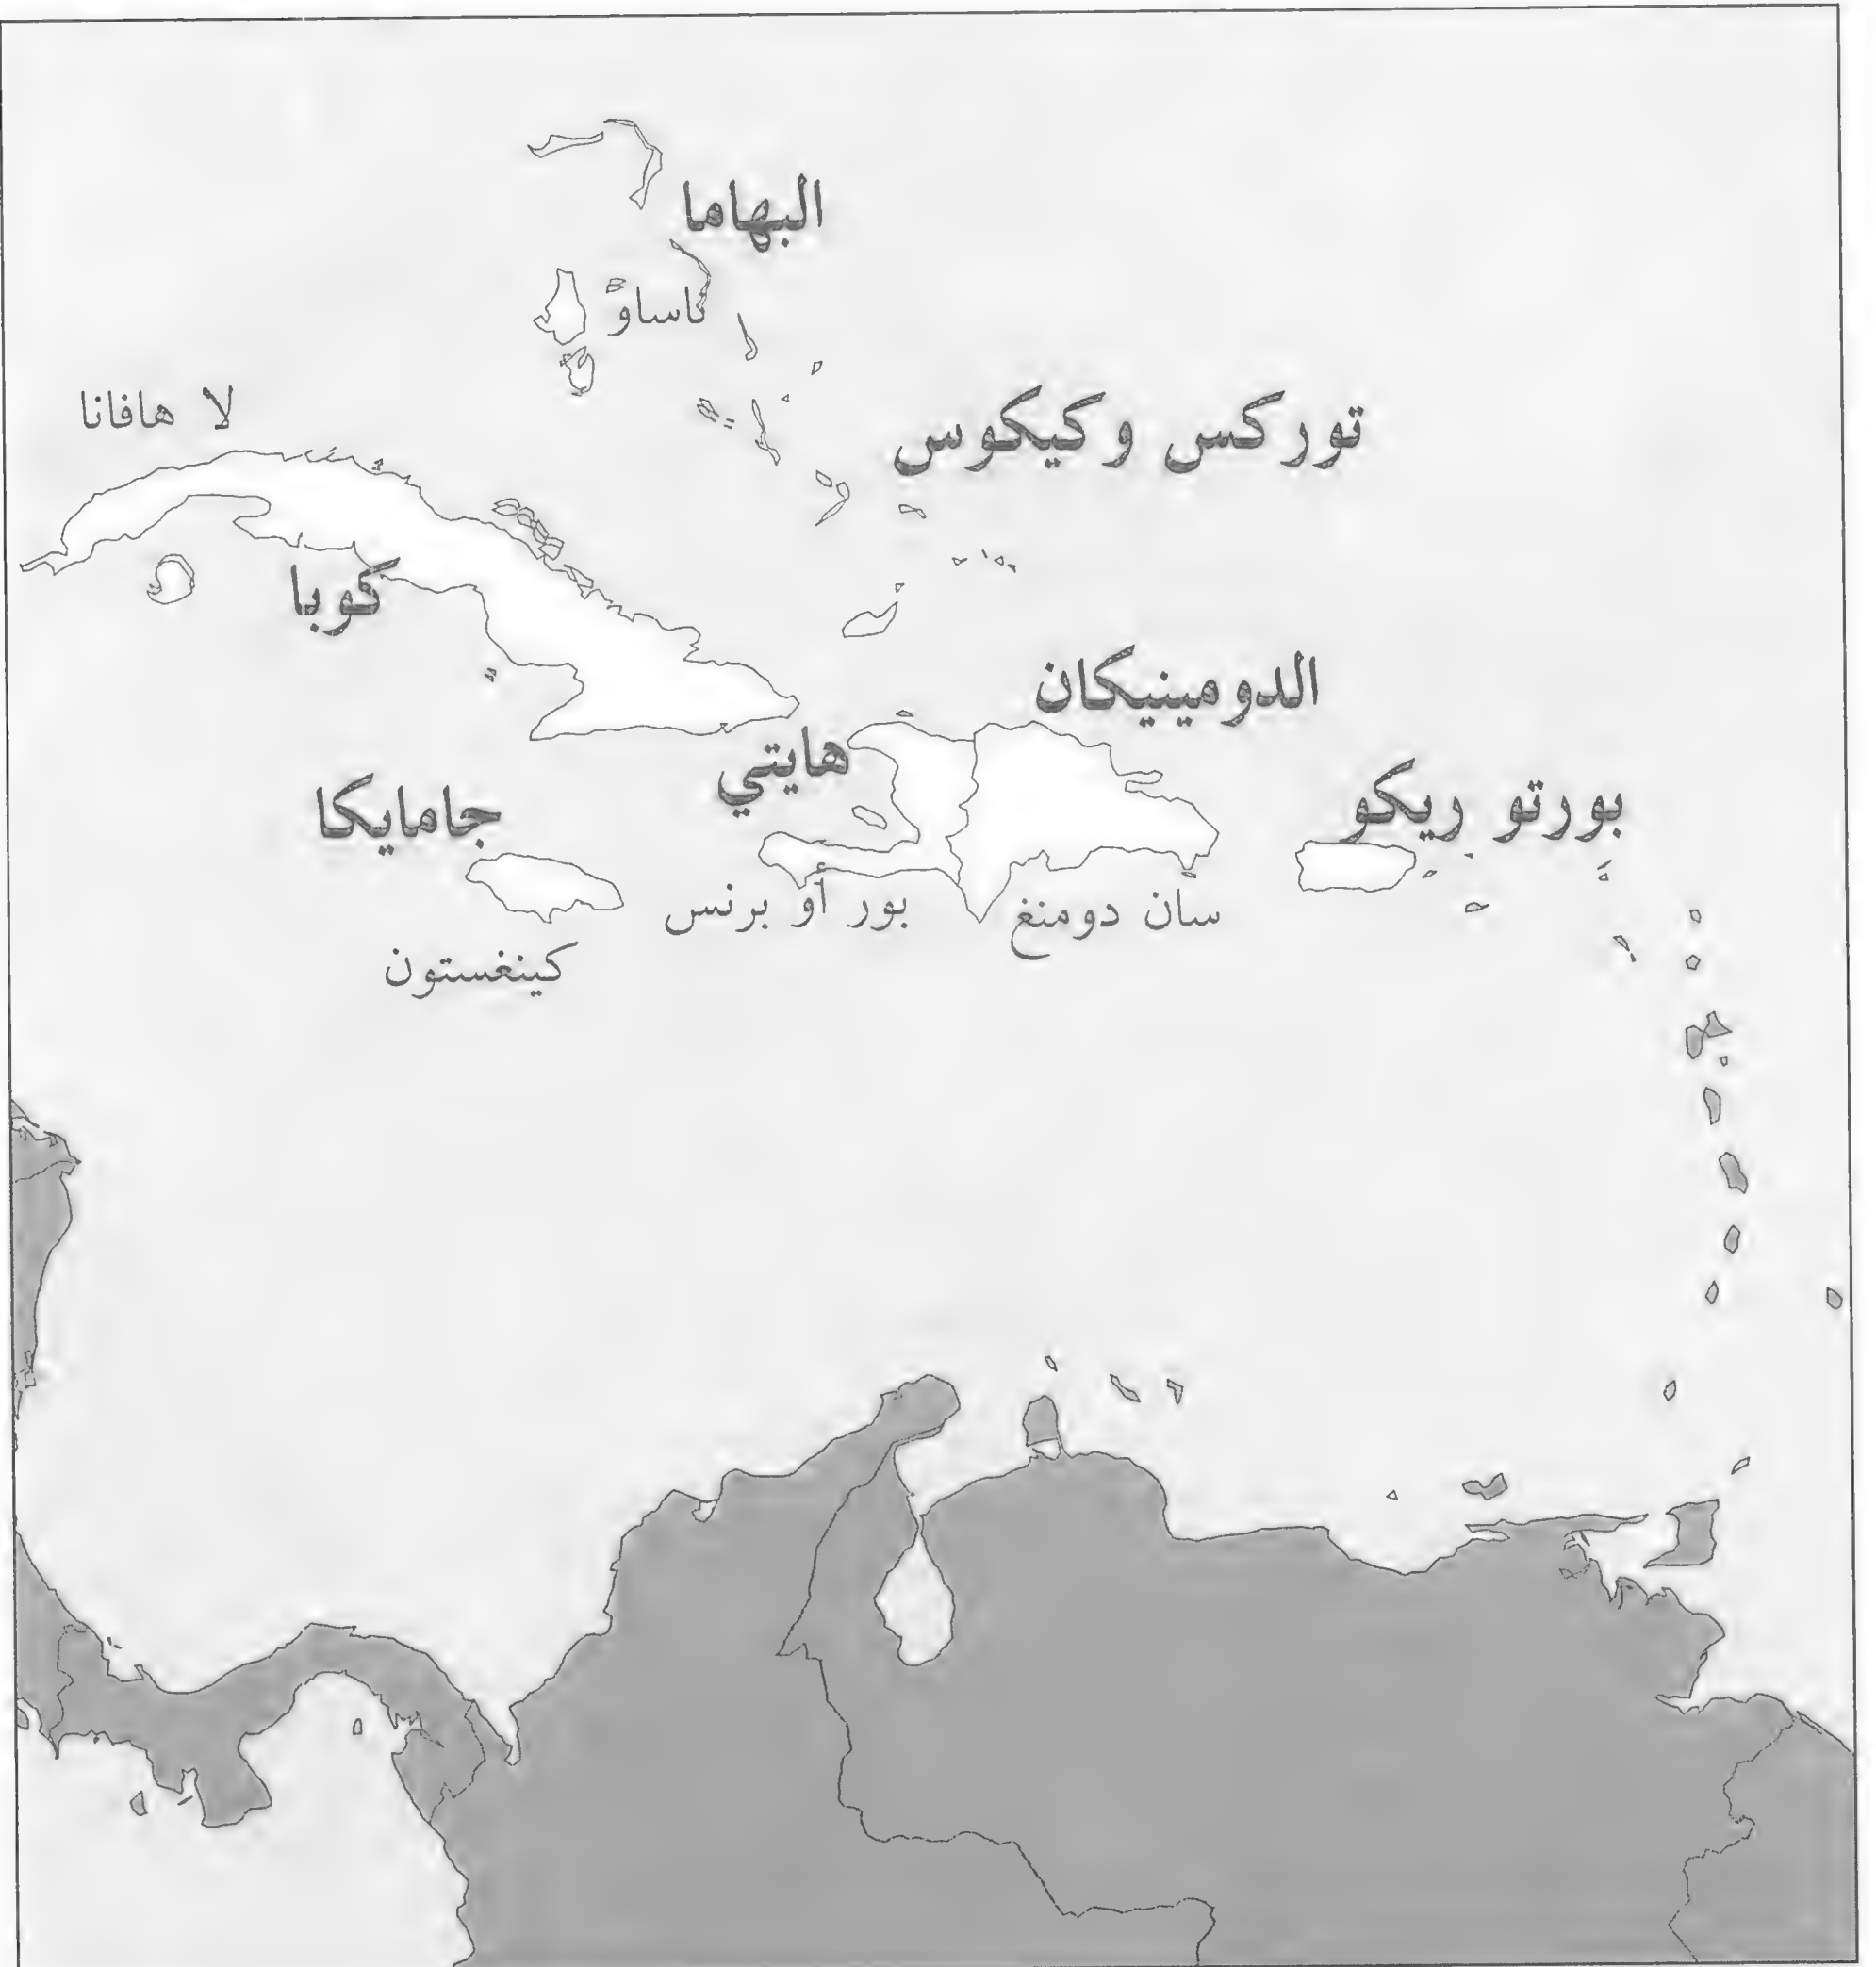 البهاما
ناساو
لا هافانا
توركس وكيكوس
كوبا
الدومينيكان
هايتي
بورتو ريكو
جامايكا
سان دومنغ
بور أو برنس
كينغستون